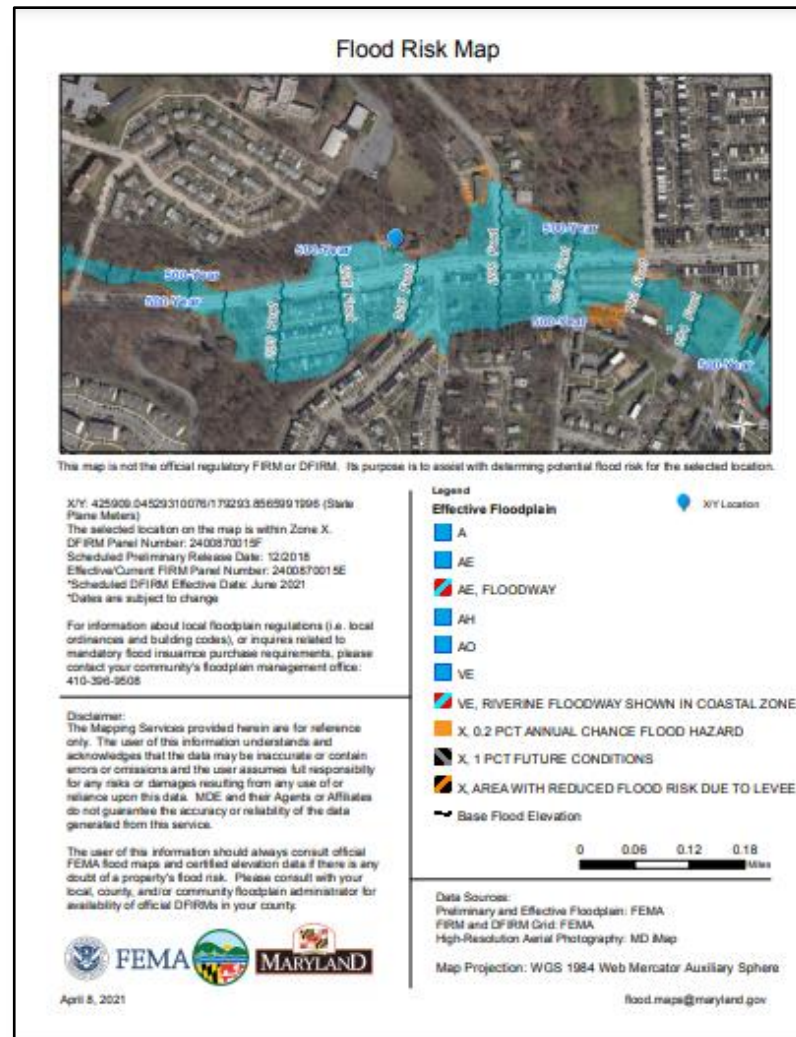 Flood Risk Map
500-Year
500-Year
500-Year
500-Year
500-Year
500-Year
This map is not the official regulatory FIRM or DFIRM. Its purpose is to assist with determing potential flood risk for the selected location.
X/Y: 425909.04529310076/179293.8565991996 (State
Plane Meters)
The selected location on the map is within Zone X.
DFIRM Panel Number: 2400870015F
Scheduled Preliminary Release Date: 12/2018
Effective/Current FIRM Panel Number: 2400870015E
*Scheduled DFIRM Effective Date: June 2021
*Dates are subject to change
For information about local floodplain regulations (i.e. local
ordinances and building codes), or inquires related to
mandatory flood insuarnce purchase requirements, please
contact your community's floodplain management office:
410-396-9508
Disclaimer:
The Mapping Services provided herein are for reference
only. The user of this information understands and
acknowledges that the data may be inaccurate or contain
errors or omissions and the user assumes full responsibility
for any risks or damages resulting from any use of or
reliance upon this data. MDE and their Agents or Affiliates
do not guarantee the accuracy or reliability of the data
generated from this service.
The user of this information should always consult official
FEMA flood maps and certified elevation data if there is any
doubt of a property's flood risk. Please consult with your
local, county, and/or community floodplain administrator for
availability of official DFIRMs in your county.
FEMA
MARYLAND
April 8, 2021
Legend
Effective Floodplain
X/Y Location
A
AE
AE, FLOODWAY
AH
AO
VE
VE, RIVERINE FLOODWAY SHOWN IN COASTAL ZONE
X, 0.2 PCT ANNUAL CHANCE FLOOD HAZARD
X, 1 PCT FUTURE CONDITIONS
X, AREA WITH REDUCED FLOOD RISK DUE TO LEVEE
Base Flood Elevation
0 0.06 0.12 0.18
Miles
Data Sources:
Preliminary and Effective Floodplain: FEMA
FIRM and DFIRM Grid: FEMA
High-Resolution Aerial Photography: MD iMap
Map Projection: WGS 1984 Web Mercator Auxiliary Sphere
flood.maps@maryland.gov